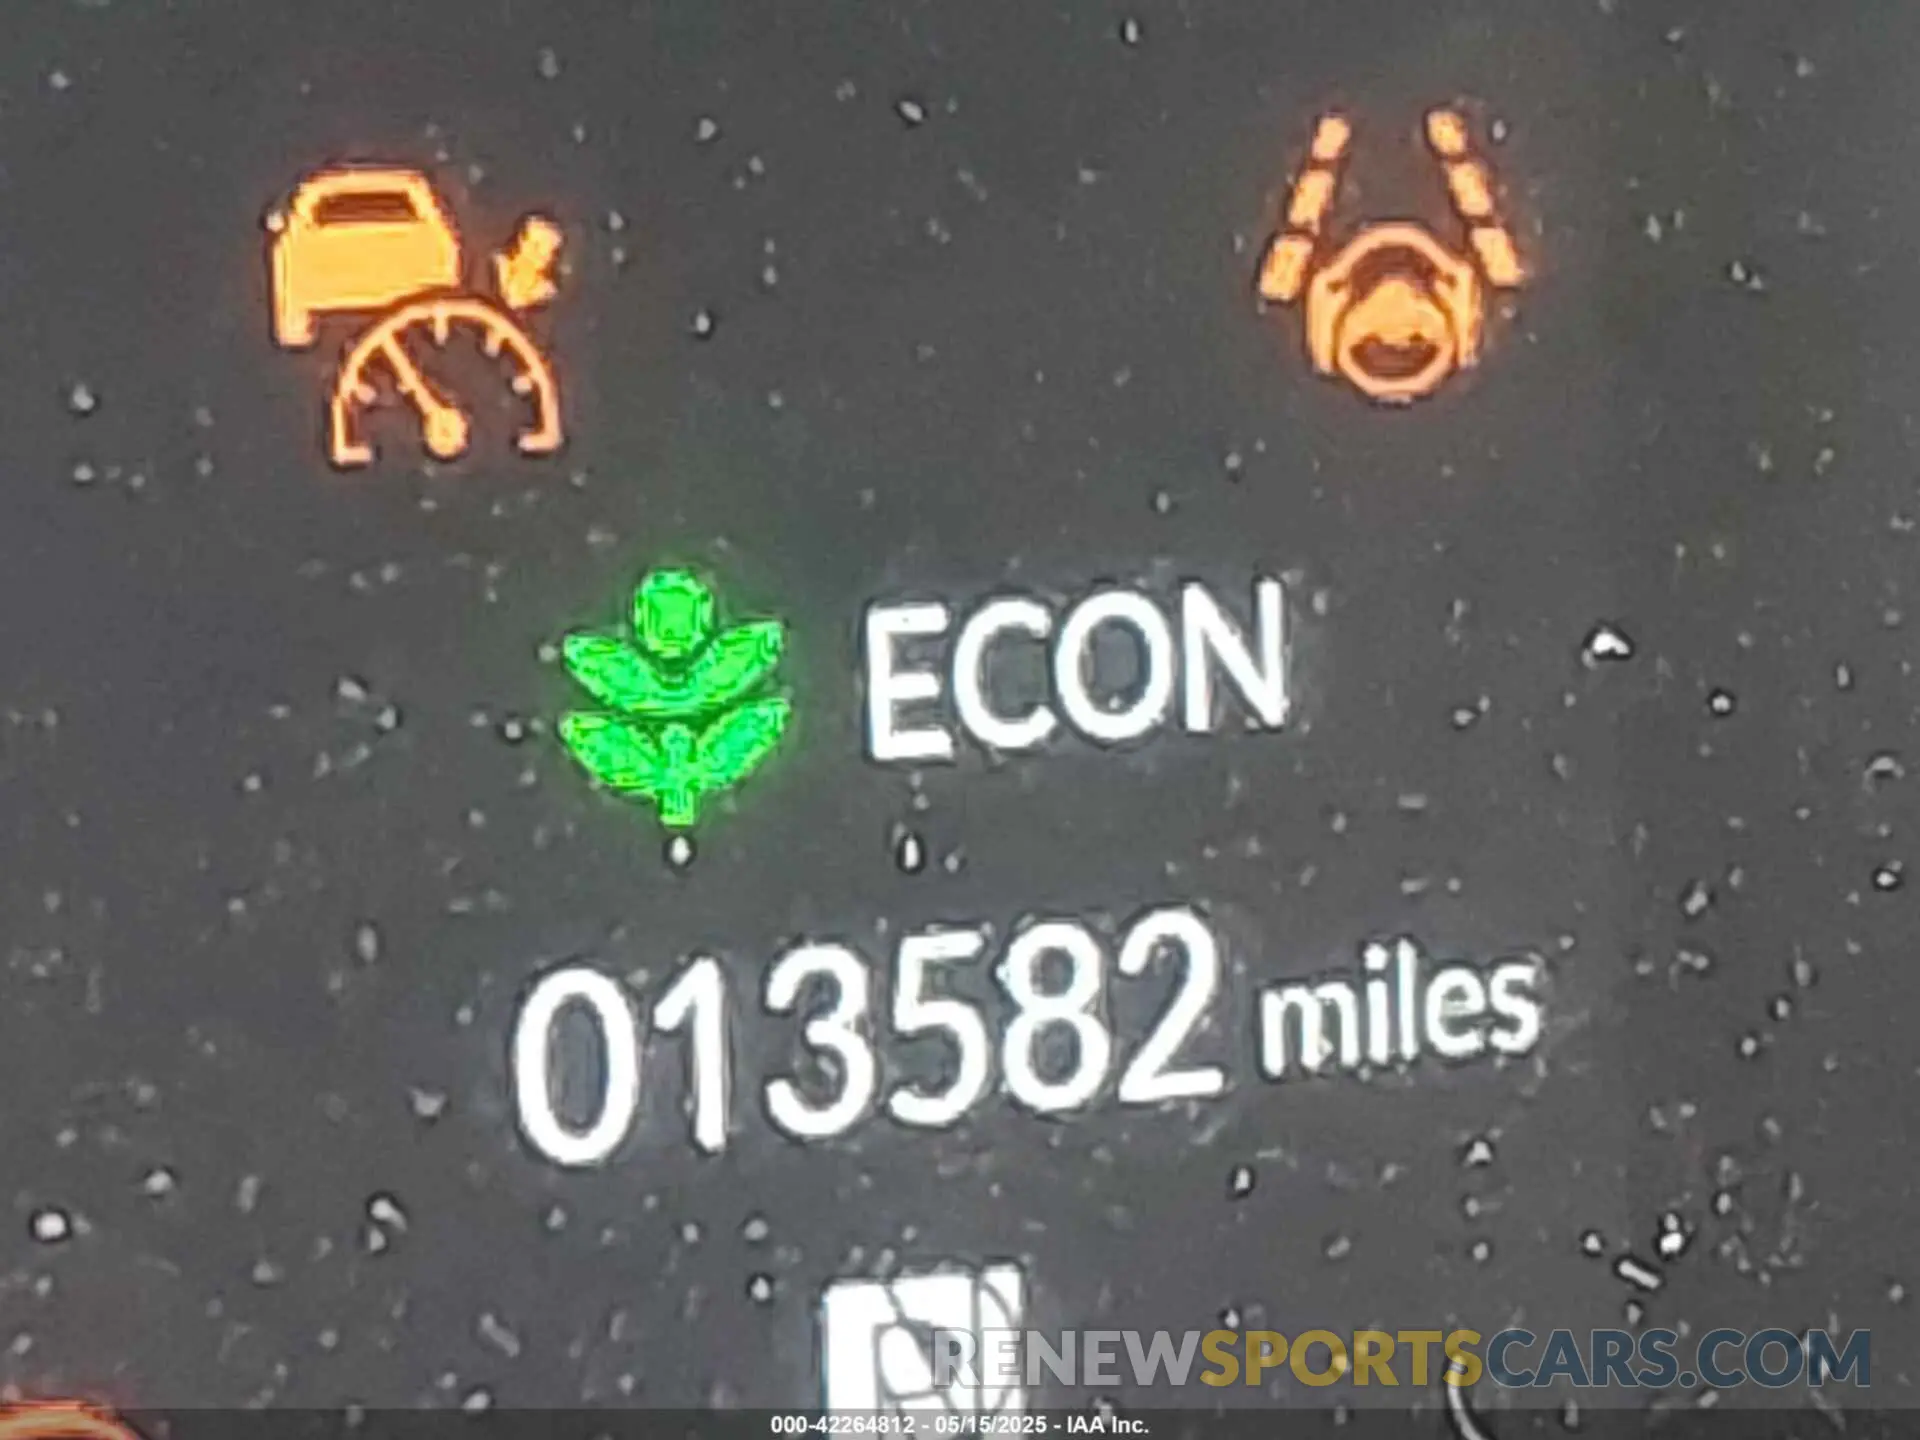 ECON
013582 miles
RENEWSPORTSCARS.COM
000-42264812 - 05/15/2025 - IAA Inc.